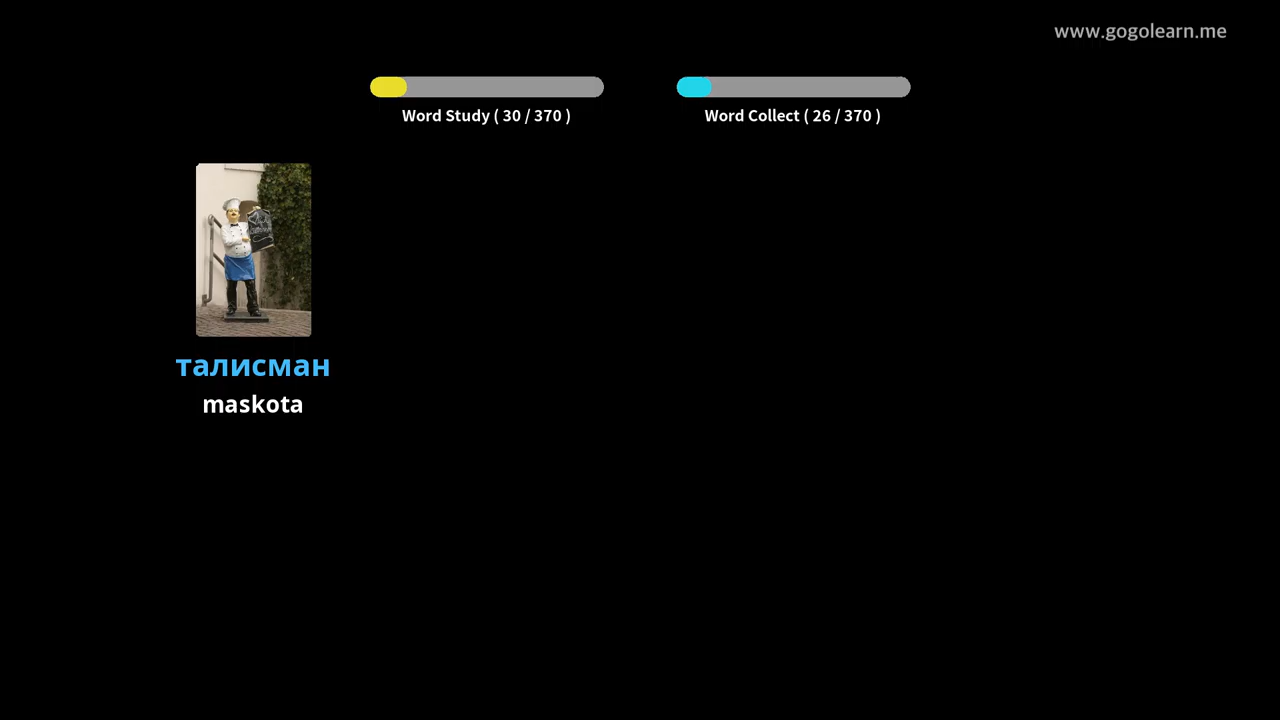 www.gogolearn.me
Word Study ( 30 / 370 )
Word Collect ( 26 / 370 )
талисман
maskota